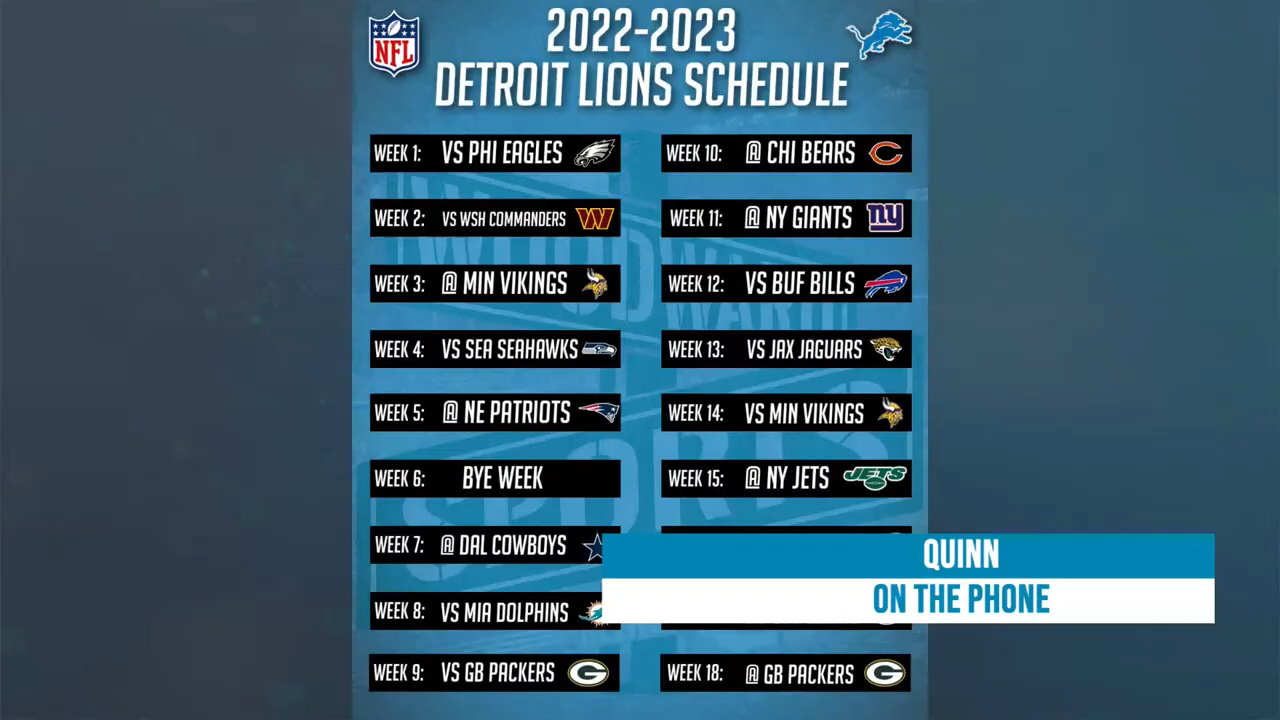 NFL
2022-2023
DETROIT LIONS SCHEDULE
WEEK 1: VS PHI EAGLES
WEEK 2: VS WSH COMMANDERS
WEEK 3: @ MIN VIKINGS
WEEK 4: VS SEA SEAHAWKS
WEEK 5: @ NE PATRIOTS
WEEK 6: BYE WEEK
WEEK 7: @ DAL COWBOYS
WEEK 8: VS MIA DOLPHINS
WEEK 9: VS GB PACKERS
WEEK 10: @ CHI BEARS
WEEK 11: @ NY GIANTS
ny
WEEK 12: VS BUF BILLS
WEEK 13: VS JAX JAGUARS
WEEK 14: VS MIN VIKINGS
WEEK 15: @ NY JETS
JETS
WEEK 18: @ GB PACKERS
WOODWARD
SPORTS
QUINN
ON THE PHONE